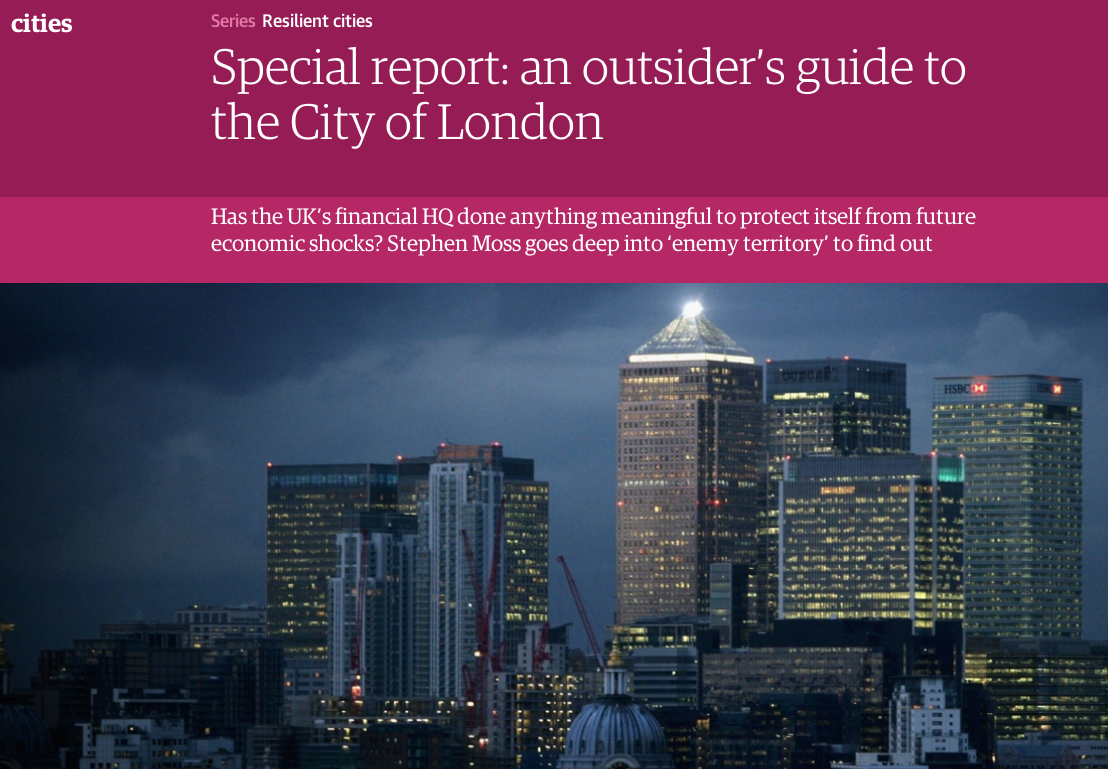 cities
Series Resilient cities
Special report: an outsider’s guide to
the City of London
Has the UK’s financial HQ done anything meaningful to protect itself from future
economic shocks? Stephen Moss goes deep into ‘enemy territory’ to find out
HSBC